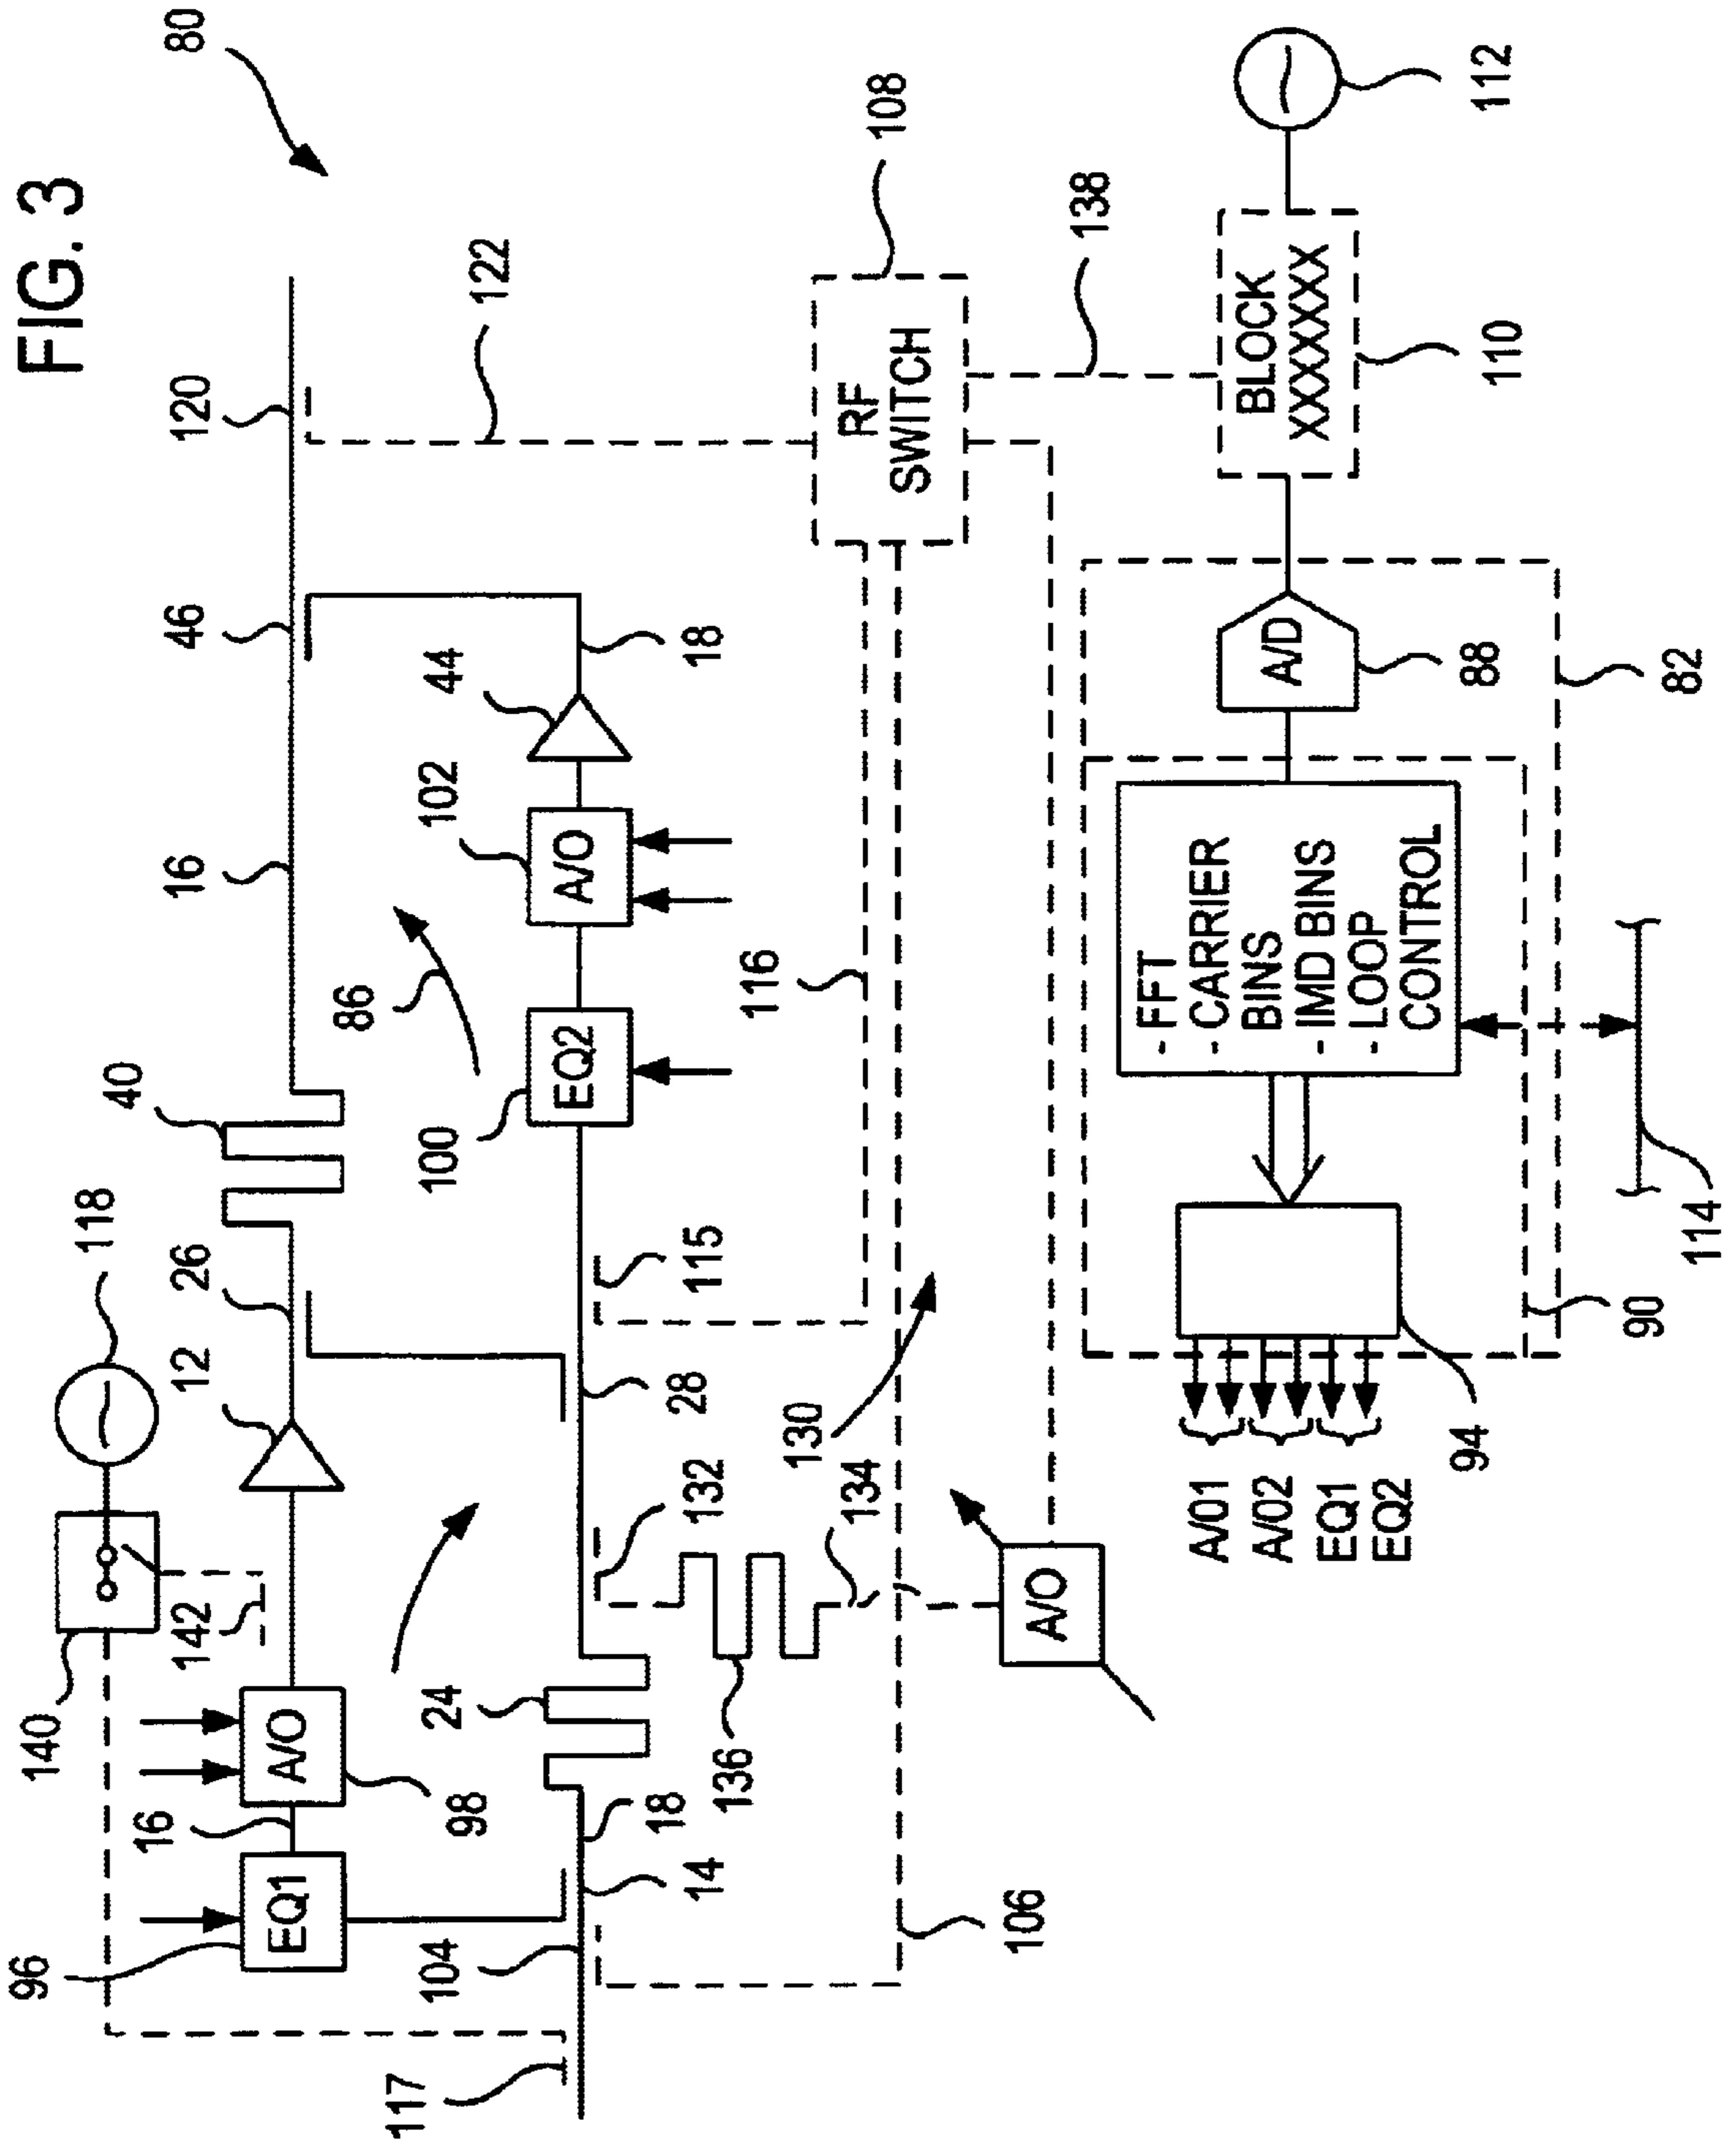 FIG. 3
80
118
140
142
96
EQ1
16
A/O
98
12
26
40
16
46
120
122
117
104
14
18
24
132
28
115
100
EQ2
86
A/O
102
44
18
116
136
134
130
A/O
106
RF
SWITCH
108
138
A/01
A/02
EQ1
EQ2
94
90
- FFT
- CARRIER
BINS
- IMD BINS
- LOOP
CONTROL
114
A/D
88
82
BLOCK
XXXXXXX
110
112